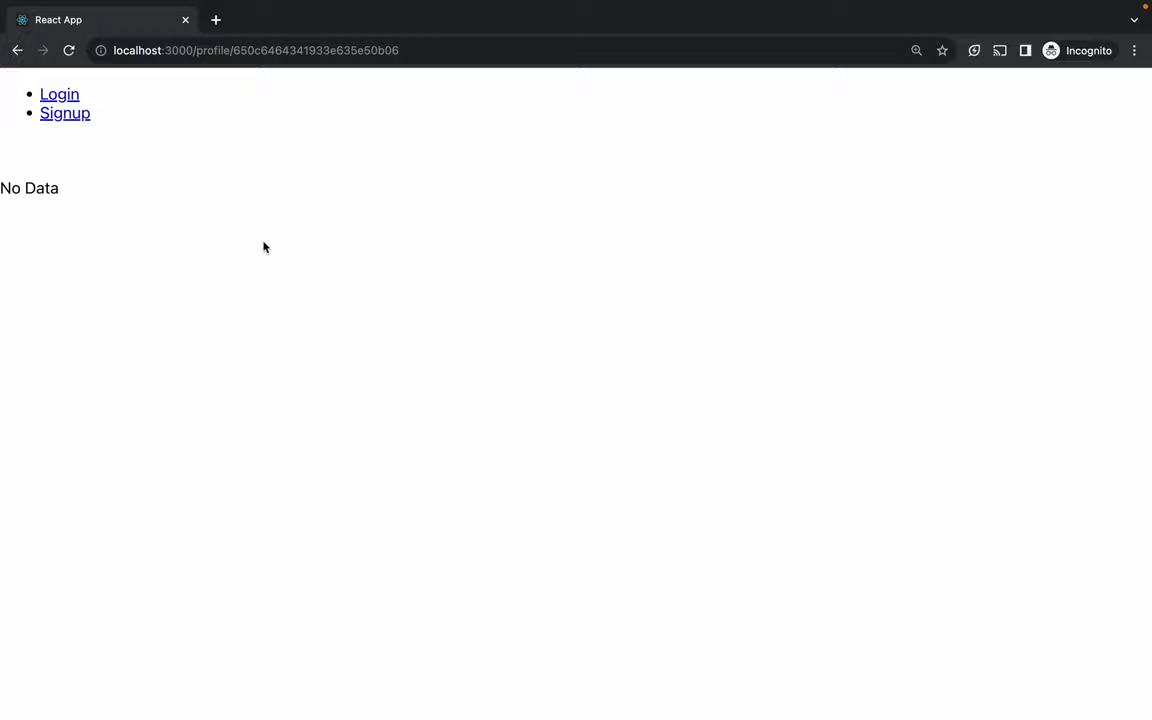 React App
localhost:3000/profile/650c6464341933e635e50b06
Incognito
Login
Signup
No Data